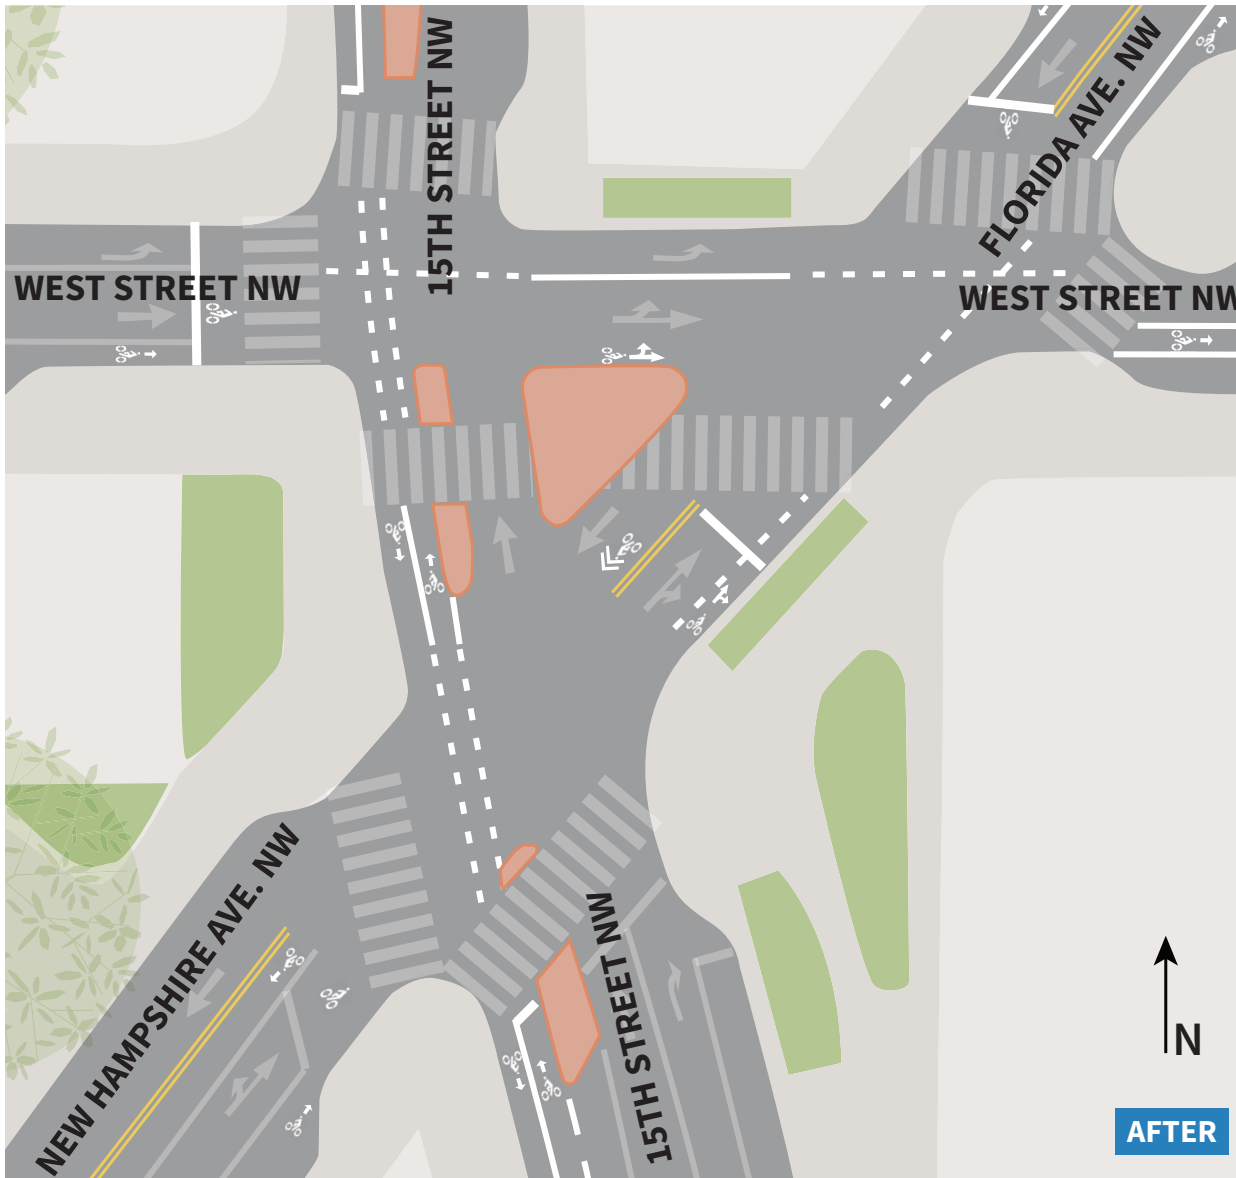 15TH STREET NW
FLORIDA AVE. NW
WEST STREET NW
WEST STREET NW
NEW HAMPSHIRE AVE. NW
15TH STREET NW
N
AFTER